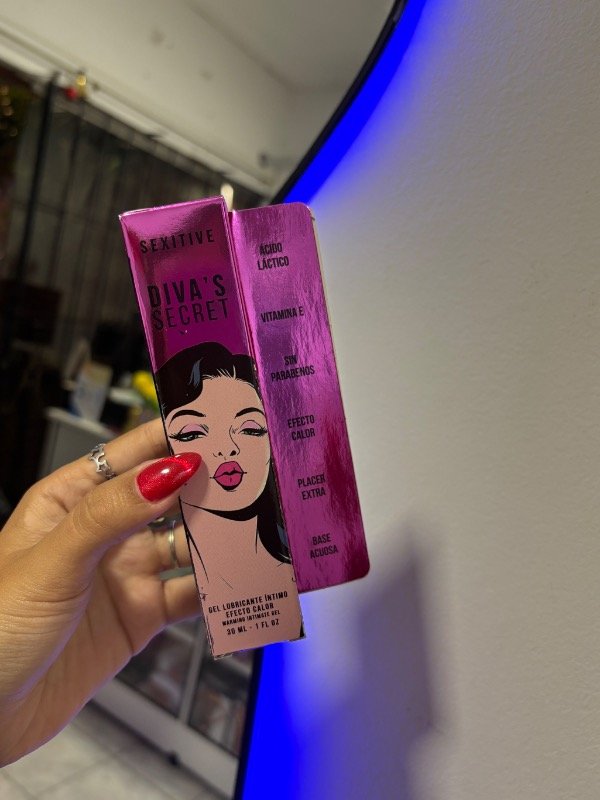 SEXITIVE
DIVA'S
SECRET
GEL LUBRICANTE ÍNTIMO
EFECTO CALOR
WARMING INTIMATE GEL
30 ML - 1 FL OZ
ÁCIDO
LÁCTICO
VITAMINA E
SIN
PARABENOS
EFECTO
CALOR
PLACER
EXTRA
BASE
ACUOSA